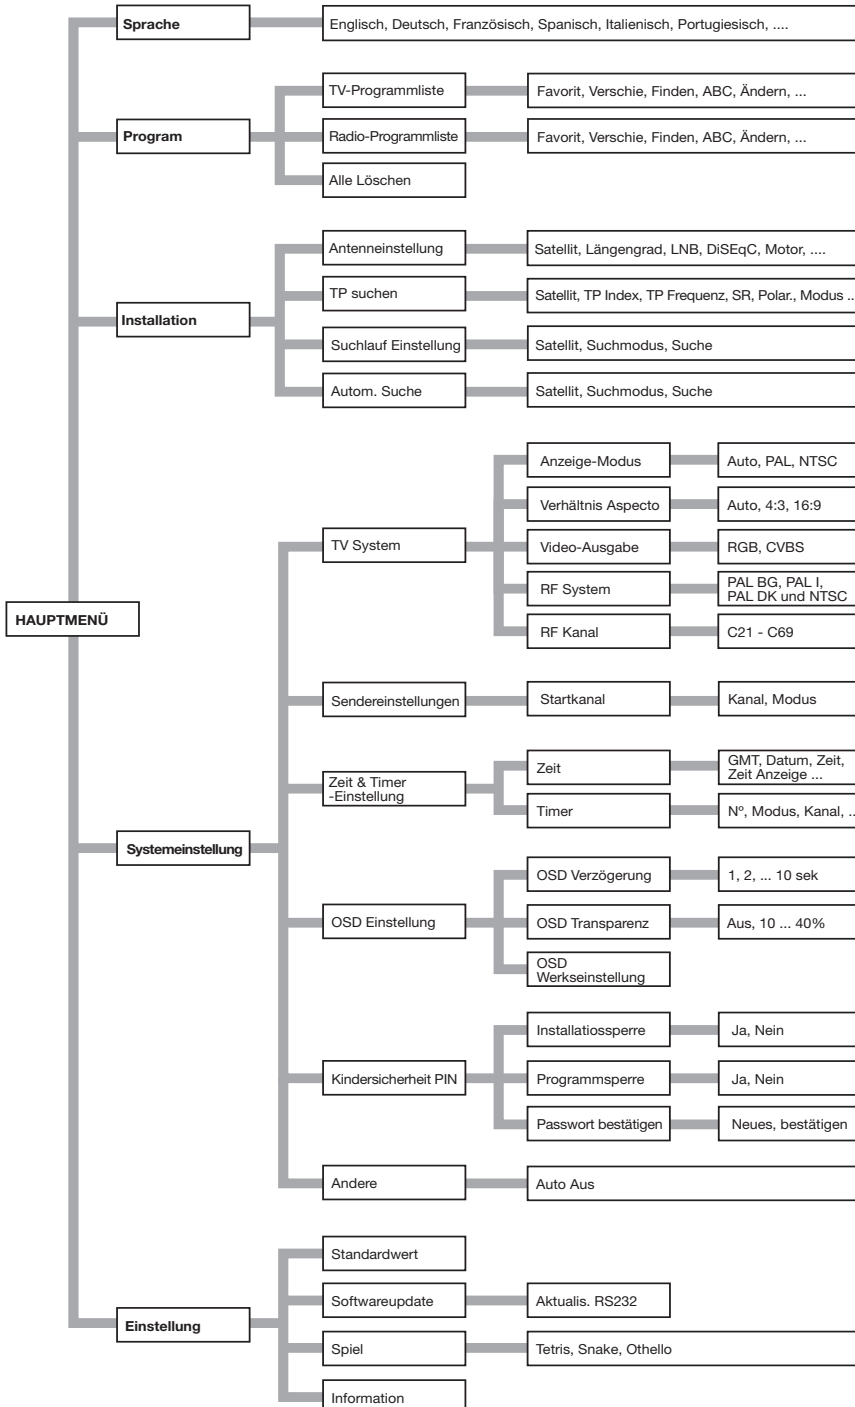 Sprache
Englisch, Deutsch, Französisch, Spanisch, Italienisch, Portugiesisch, ....
Program
TV-Programmliste
Favorit, Verschie, Finden, ABC, Ändern, ...
Radio-Programmliste
Favorit, Verschie, Finden, ABC, Ändern, ...
Alle Löschen
Installation
Antenneinstellung
Satellit, Längengrad, LNB, DiSEqC, Motor, ....
TP suchen
Satellit, TP Index, TP Frequenz, SR, Polar., Modus ..
Suchlauf Einstellung
Satellit, Suchmodus, Suche
Autom. Suche
Satellit, Suchmodus, Suche
HAUPTMENÜ
Systemeinstellung
TV System
Anzeige-Modus
Auto, PAL, NTSC
Verhältnis Aspecto
Auto, 4:3, 16:9
Video-Ausgabe
RGB, CVBS
RF System
PAL BG, PAL I,
PAL DK und NTSC
RF Kanal
C21 - C69
Sendereinstellungen
Startkanal
Kanal, Modus
Zeit & Timer
-Einstellung
Zeit
GMT, Datum, Zeit,
Zeit Anzeige ...
Timer
Nº, Modus, Kanal, ..
OSD Einstellung
OSD Verzögerung
1, 2, ... 10 sek
OSD Transparenz
Aus, 10 ... 40%
OSD
Werkseinstellung
Kindersicherheit PIN
Installatiossperre
Ja, Nein
Programmsperre
Ja, Nein
Passwort bestätigen
Neues, bestätigen
Andere
Auto Aus
Einstellung
Standardwert
Softwareupdate
Aktualis. RS232
Spiel
Tetris, Snake, Othello
Information